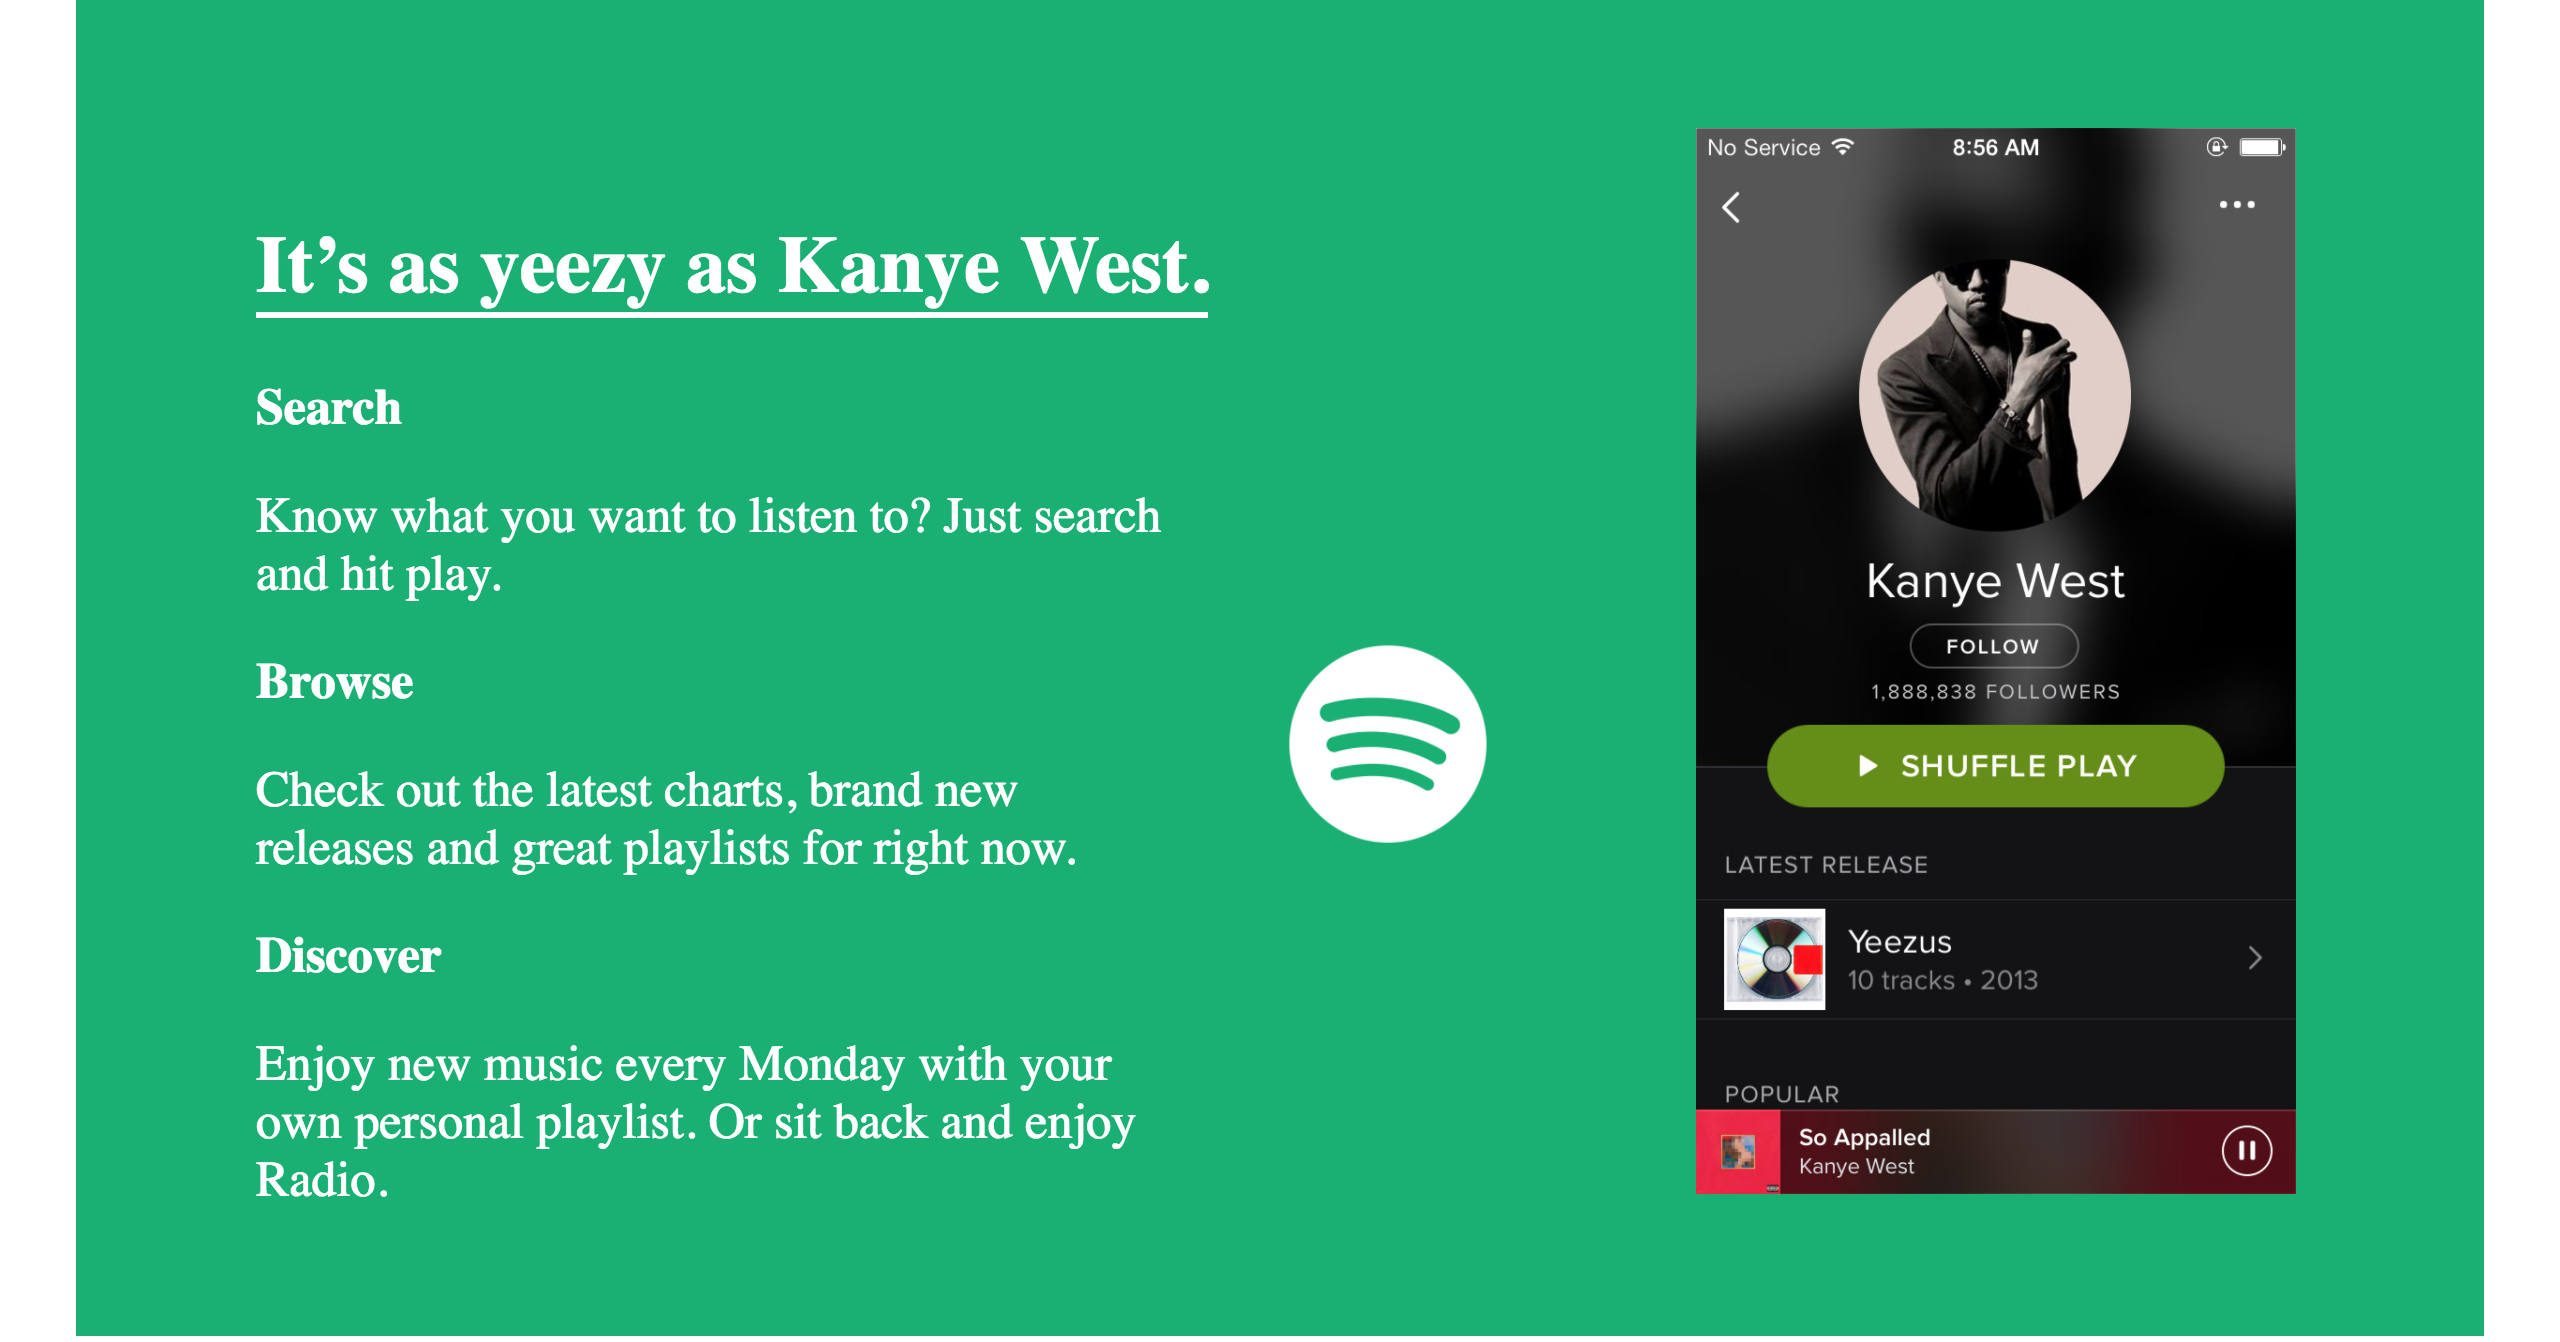 It’s as yeezy as Kanye West.
Search
Know what you want to listen to? Just search
and hit play.
Browse
Check out the latest charts, brand new
releases and great playlists for right now.
Discover
Enjoy new music every Monday with your
own personal playlist. Or sit back and enjoy
Radio.
No Service 8:56 AM
Kanye West
FOLLOW
1,888,838 FOLLOWERS
SHUFFLE PLAY
LATEST RELEASE
Yeezus
10 tracks • 2013
POPULAR
So Appalled
Kanye West